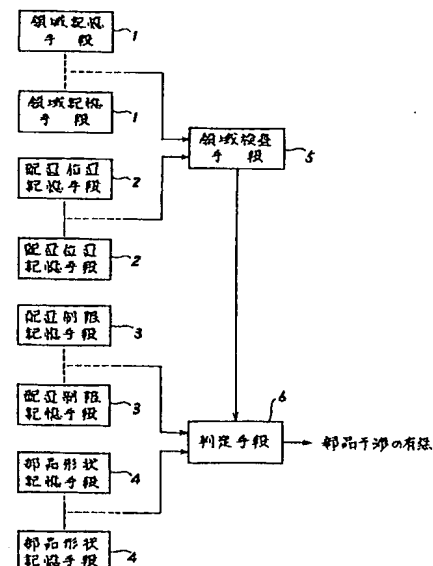 領域記憶
手段
1
領域記憶
手段
1
配置位置
記憶手段
2
配置位置
記憶手段
2
領域検査
手段
5
配置制限
記憶手段
3
配置制限
記憶手段
3
部品形状
記憶手段
4
部品形状
記憶手段
4
判定手段
6
部品干渉の有無